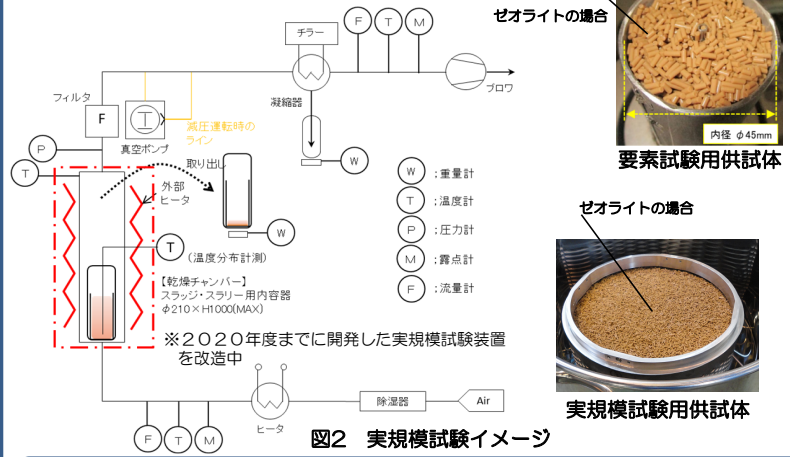 ゼオライトの場合
チラー
F
T
M
ブロワ
凝縮器
フィルタ
F
T
真空ポンプ
減圧運転時の
ライン
W
P
T
取り出し
外部
ヒータ
W
T
(温度分布計測)
【乾燥チャンバー】
スラッジ・スラリー用内容器
φ210×H1000(MAX)
※2020年度までに開発した実規模試験装置
を改造中
W :重量計
T :温度計
P :圧力計
M :露点計
F :流量計
F
T
M
ヒータ
除湿器
Air
図2 実規模試験イメージ
内径 φ45mm
要素試験用供試体
ゼオライトの場合
実規模試験用供試体